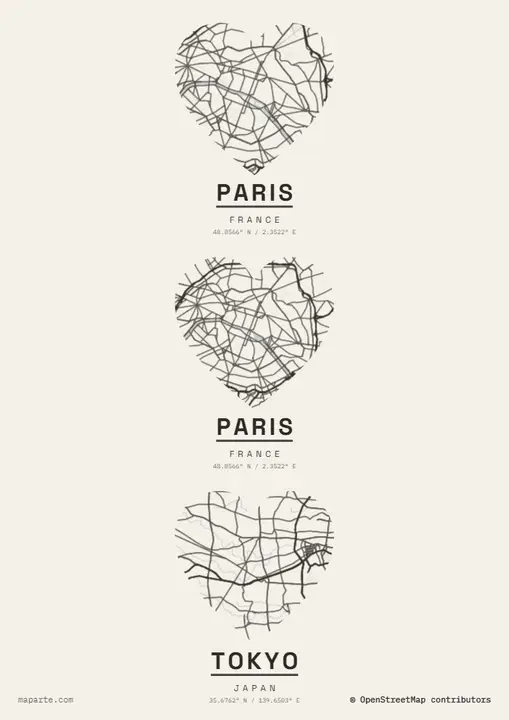 PARIS
FRANCE
48.8566° N / 2.3522° E
PARIS
FRANCE
48.8566° N / 2.3522° E
TOKYO
JAPAN
35.6762° N / 139.6503° E
maparte.com
© OpenStreetMap contributors